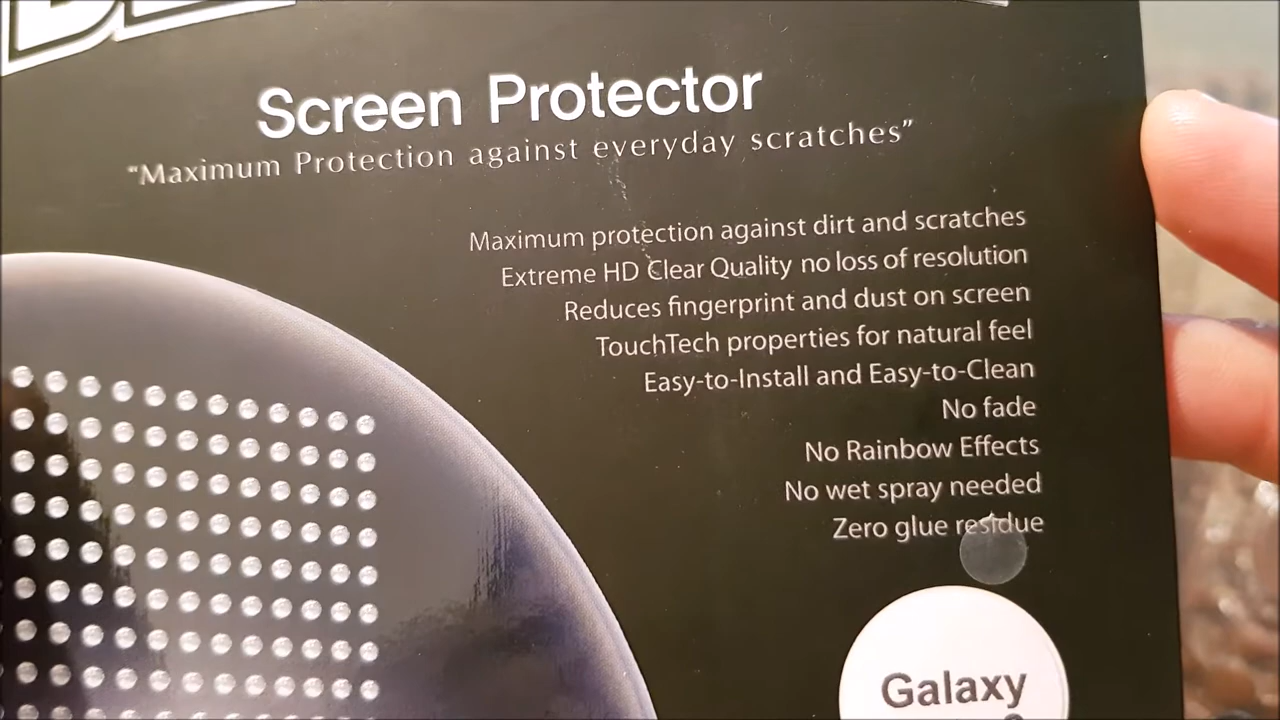 Screen Protector
"Maximum Protection against everyday scratches"
Maximum protection against dirt and scratches
Extreme HD Clear Quality no loss of resolution
Reduces fingerprint and dust on screen
TouchTech properties for natural feel
Easy-to-Install and Easy-to-Clean
No fade
No Rainbow Effects
No wet spray needed
Zero glue residue
Galaxy